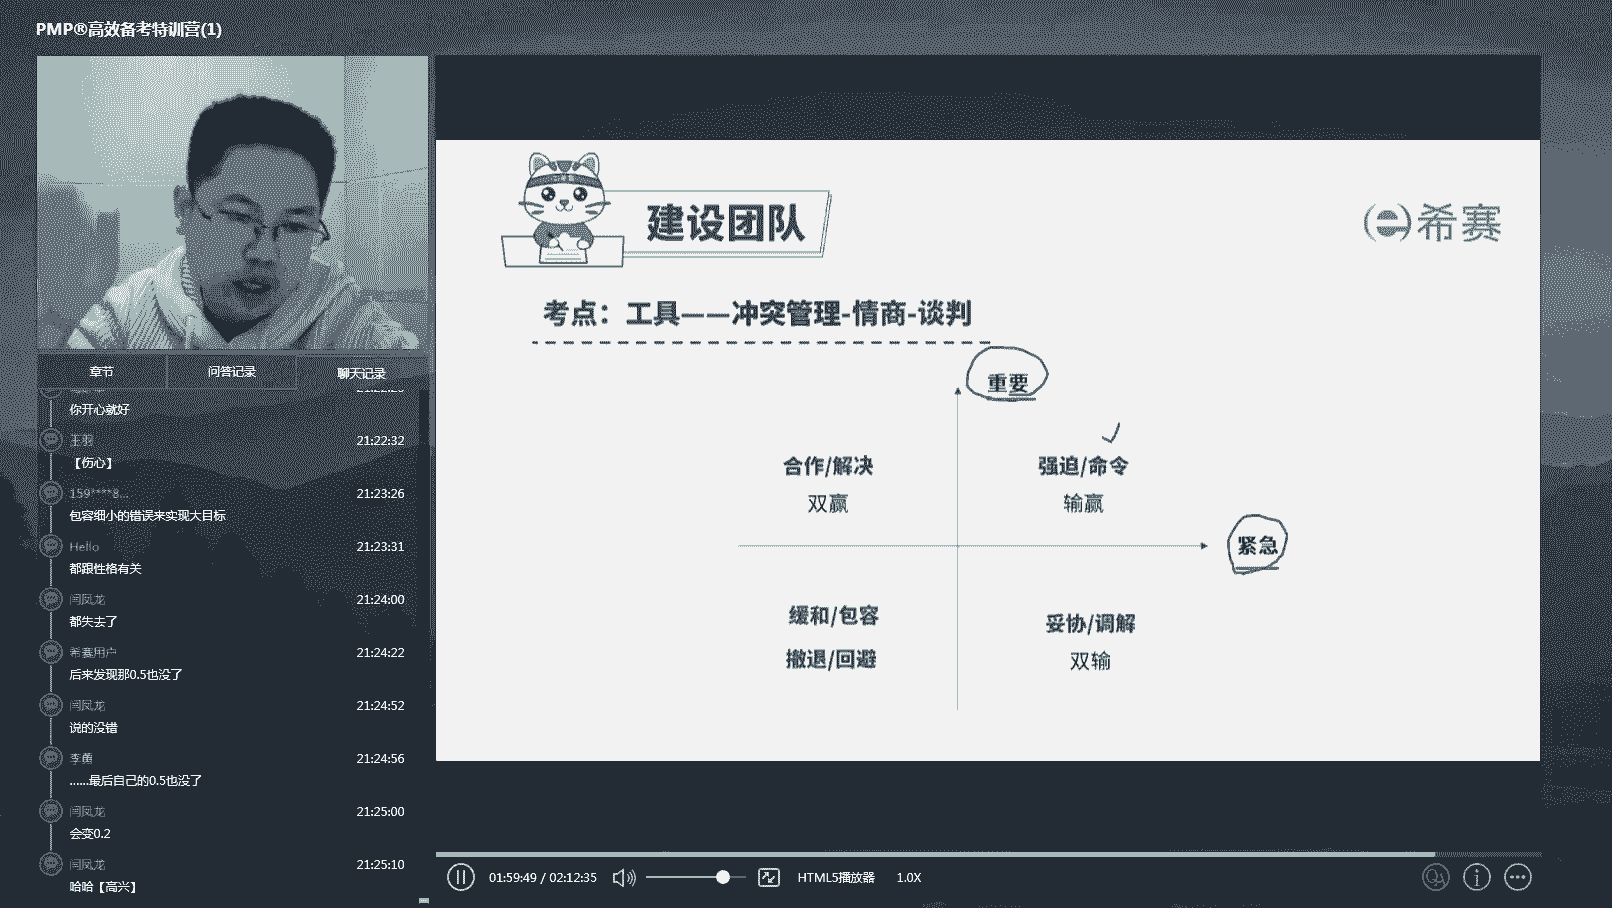 PMP®高效备考特训营(1)
章节
问答记录
聊天记录
你开心就好
王羽
21:22:32
【伤心】
159****8...
21:23:26
包容细小的错误来实现大目标
Hello
21:23:31
都跟性格有关
闫凤龙
21:24:00
都失去了
希赛用户
21:24:22
后来发现那0.5也没了
闫凤龙
21:24:52
说的没错
21:24:56
......最后自己的0.5也没了
闫凤龙
21:25:00
会变0.2
闫凤龙
21:25:10
哈哈【高兴】
建设团队
希赛
考点：工具——冲突管理-情商-谈判
重要
合作/解决
双赢
强迫/命令
输赢
紧急
缓和/包容
撤退/回避
妥协/调解
双输
01:59:49 / 02:12:35
HTML5播放器
1.0X